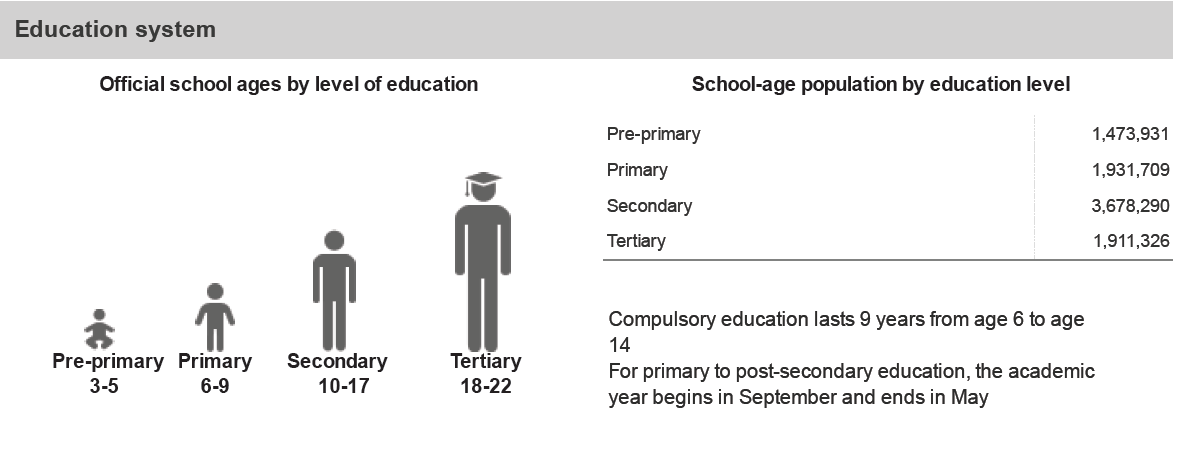 Education system
Official school ages by level of education
Pre-primary
3-5
Primary
6-9
Secondary
10-17
Tertiary
18-22
School-age population by education level
Pre-primary 1,473,931
Primary 1,931,709
Secondary 3,678,290
Tertiary 1,911,326
Compulsory education lasts 9 years from age 6 to age
14
For primary to post-secondary education, the academic
year begins in September and ends in May